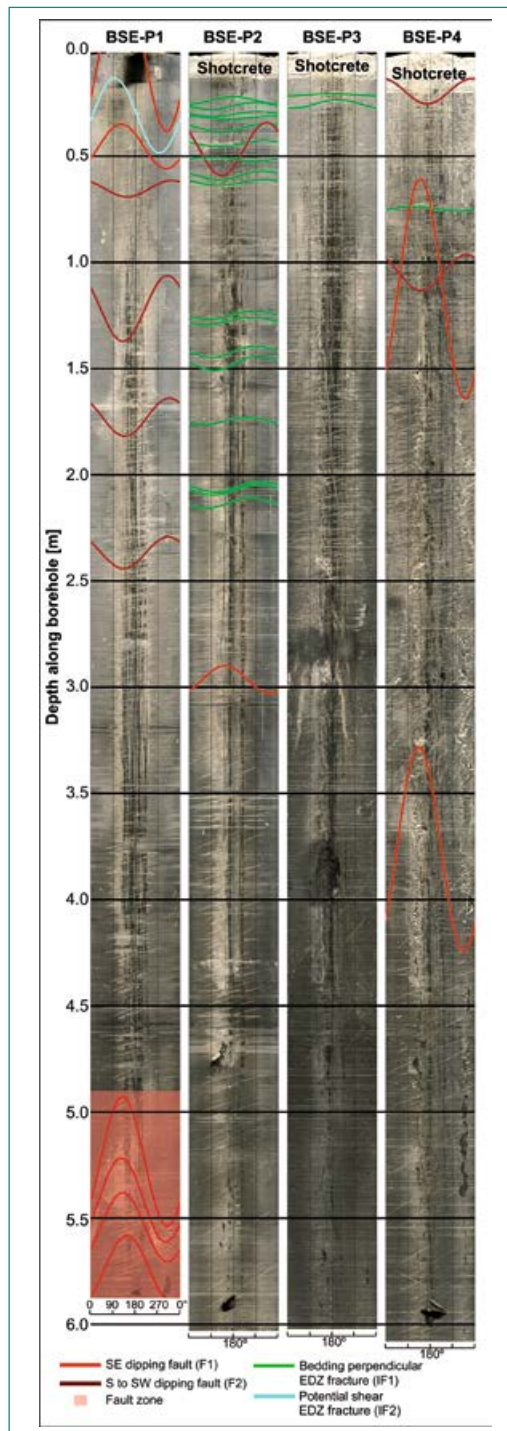 BSE-P1 BSE-P2 BSE-P3 BSE-P4
0.0
Shotcrete Shotcrete Shotcrete
0.5
1.0
1.5
2.0
2.5
Depth along borehole [m]
3.0
3.5
4.0
4.5
5.0
5.5
0 90 180 270 0°
6.0
180º 180º 180º
SE dipping fault (F1)
S to SW dipping fault (F2)
Fault zone
Bedding perpendicular
EDZ fracture (IF1)
Potential shear
EDZ fracture (IF2)